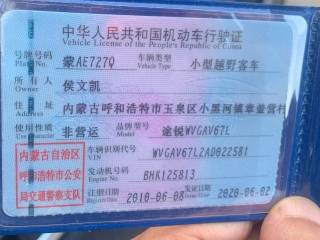 中华人民共和国机动车行驶证
Vehicle License of the People's Republic of China
号牌号码 蒙AE727Q 车辆类型 小型越野客车
Plate No. Vehicle Type
所有人 侯文凯
Owner
住址 内蒙古呼和浩特市玉泉区小黑河镇章盖营村
Address
使用性质 非营运 品牌型号 途锐WVGAV67L
Use Character Model
内蒙古自治区 车辆识别代号 WVGAV67L2AD022581
VIN
呼和浩特市公安 发动机号码 BHK125813
Engine No.
局交通警察支队 注册日期 2010-06-08 发证日期 2020-06-02